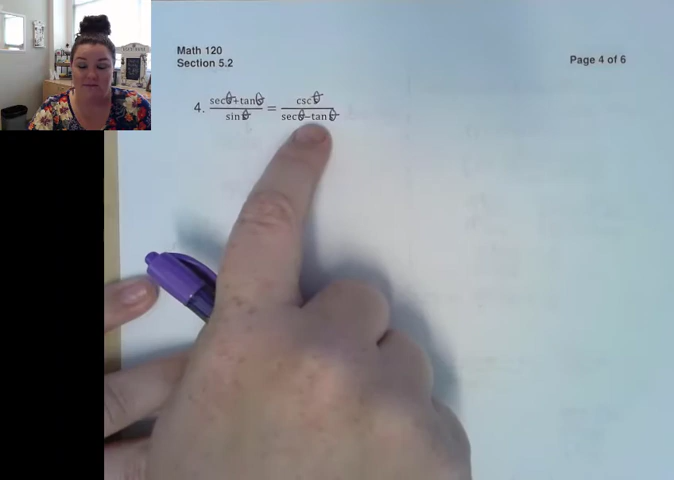 Math 120
Section 5.2
Page 4 of 6
4. secθ+tanθ/sinθ = cscθ/secθ−tanθ